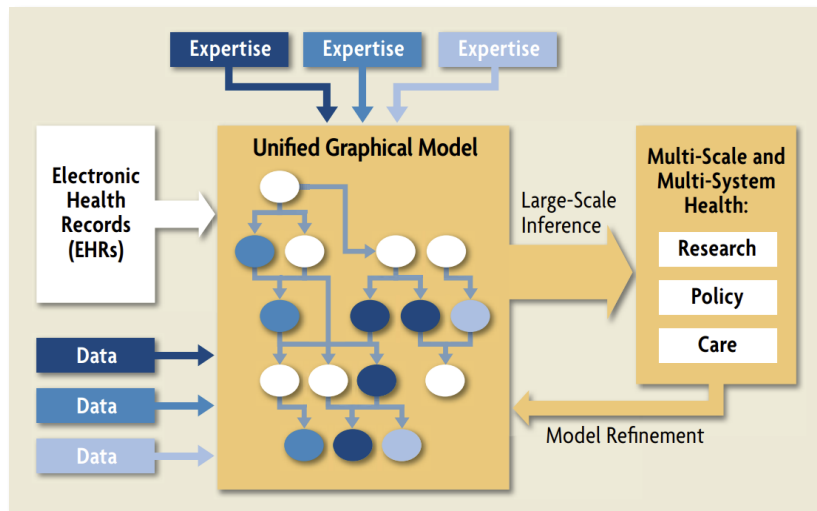 Expertise
Expertise
Expertise
Electronic
Health
Records
(EHRs)
Data
Data
Data
Unified Graphical Model
Large-Scale
Inference
Multi-Scale and
Multi-System
Health:
Research
Policy
Care
Model Refinement